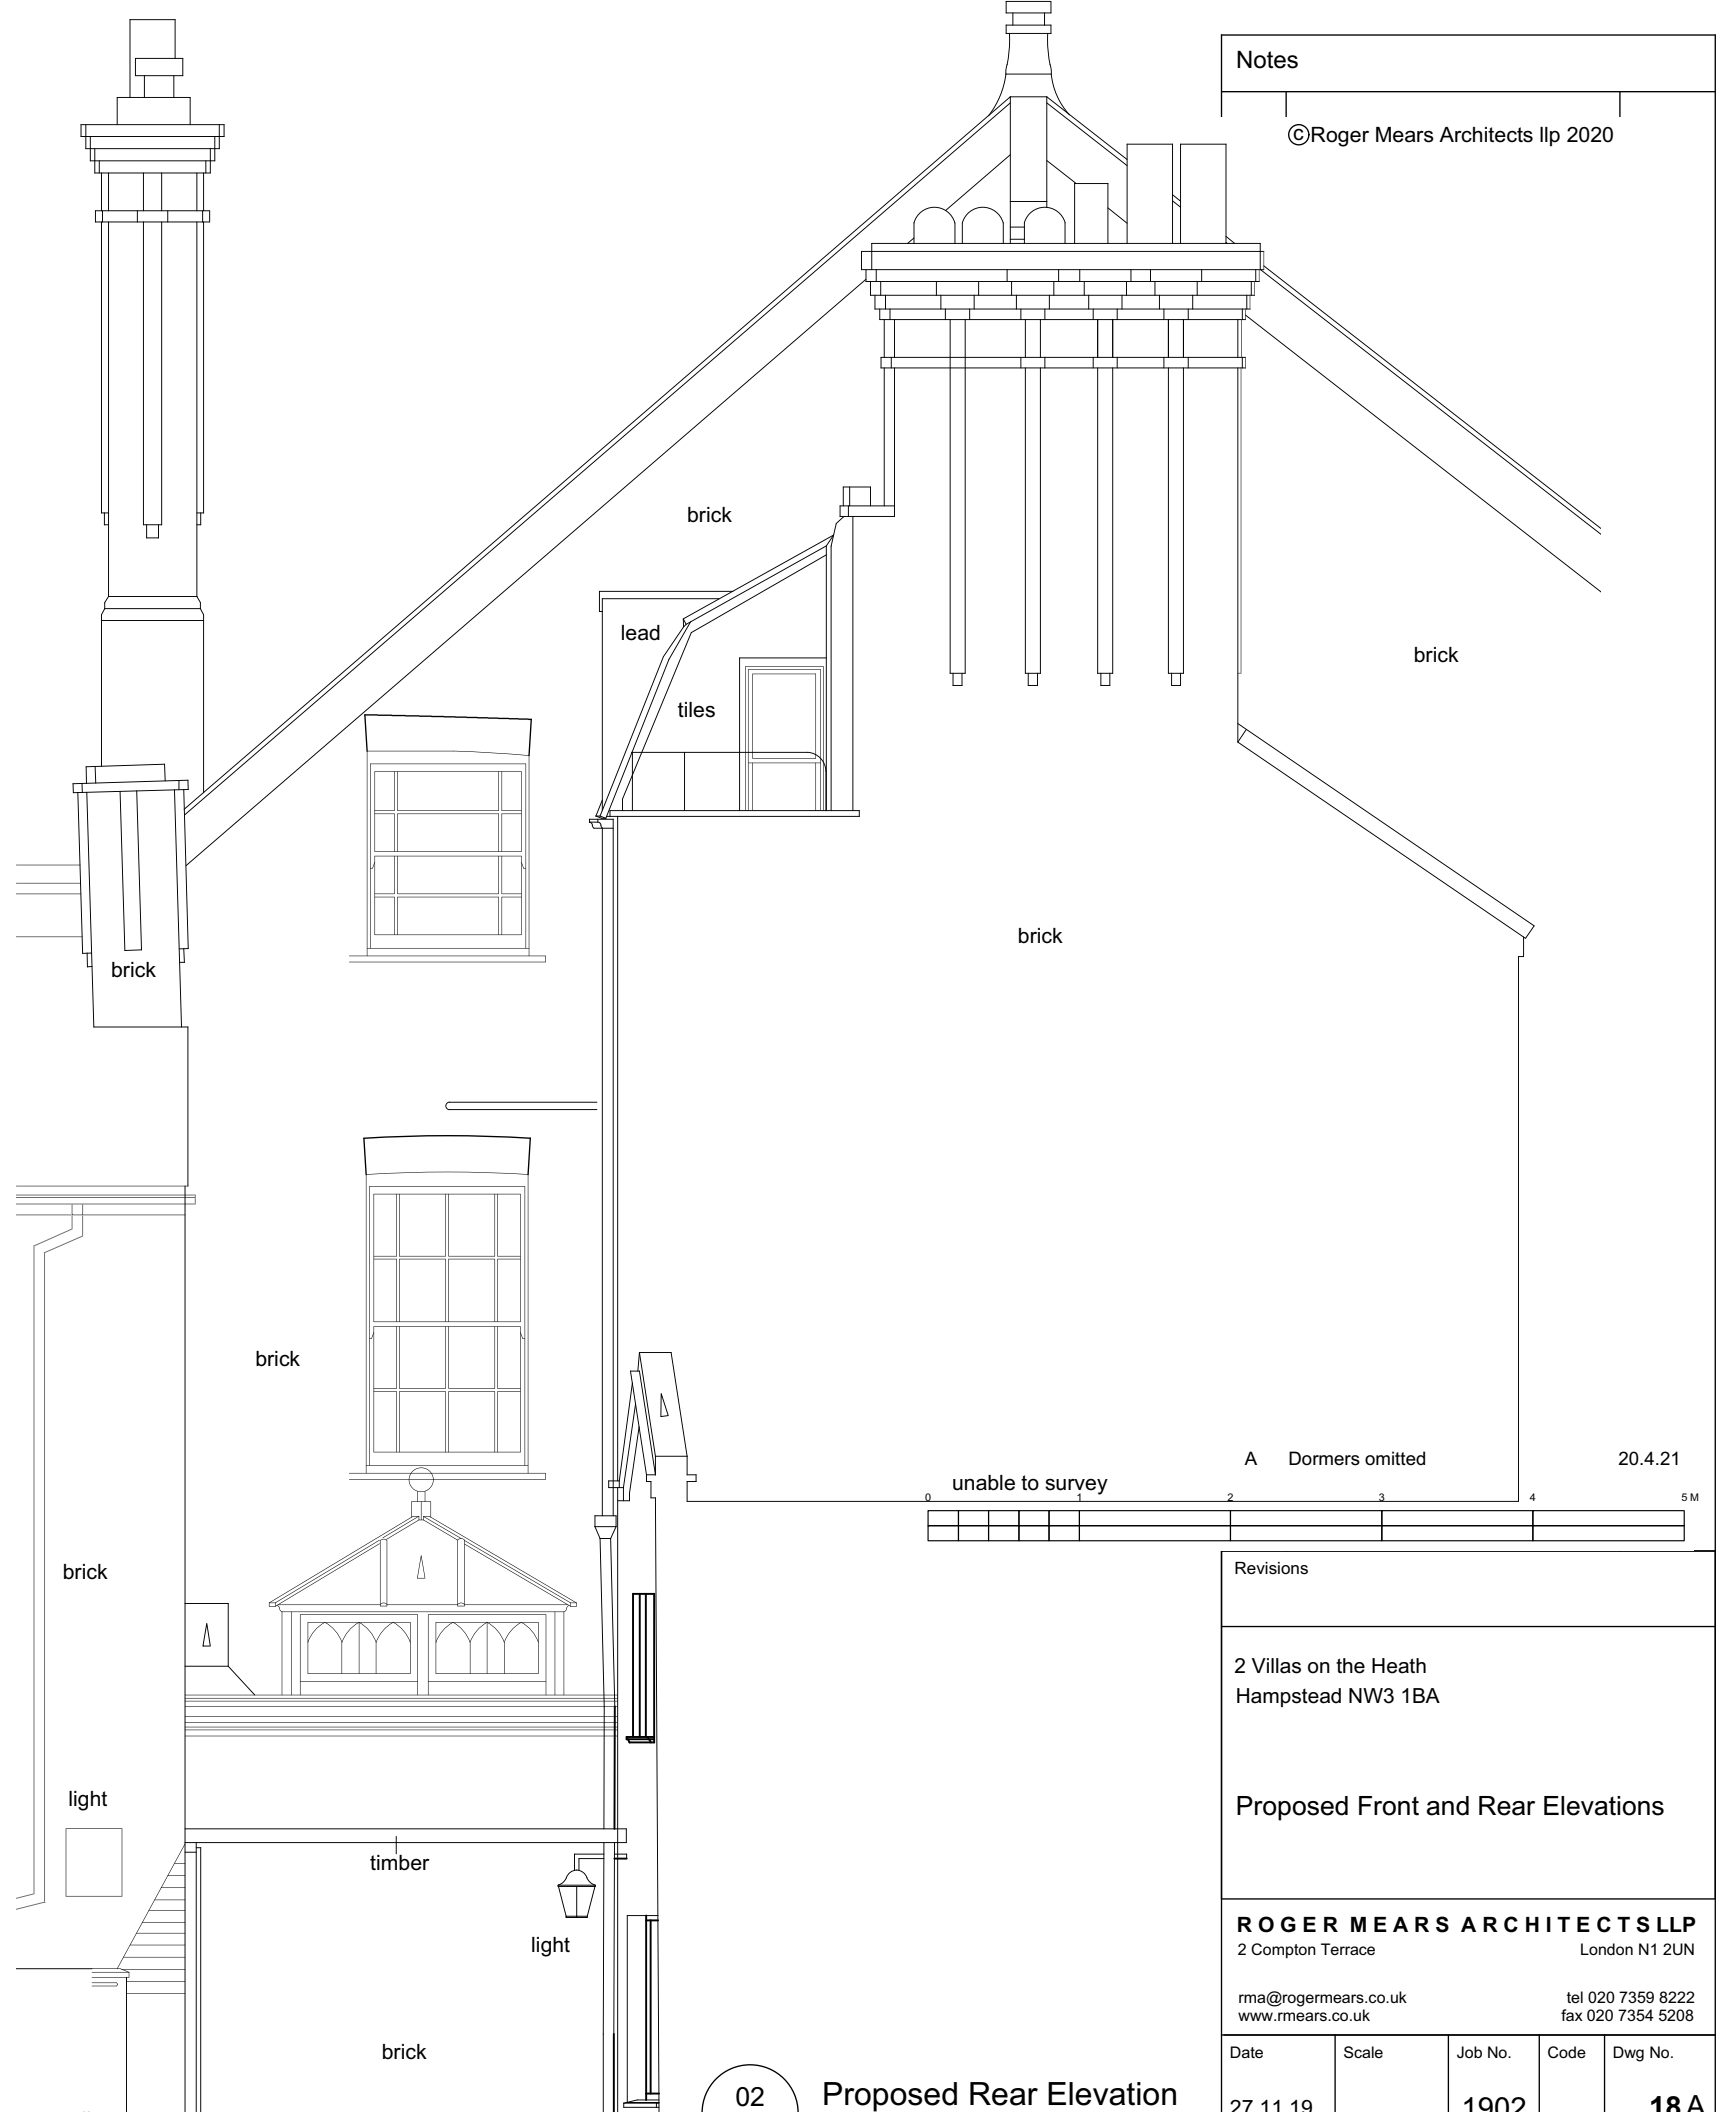 Notes
©Roger Mears Architects llp 2020
brick
lead
brick
tiles
brick
brick
brick
brick
A Dormers omitted 20.4.21
unable to survey
0 1 2 3 4 5 M
brick
Revisions
2 Villas on the Heath
Hampstead NW3 1BA
light
Proposed Front and Rear Elevations
timber
ROGER MEARS ARCHITECTS LLP
2 Compton Terrace London N1 2UN
light
rma@rogermears.co.uk tel 020 7359 8222
www.rmears.co.uk fax 020 7354 5208
brick
Date Scale Job No. Code Dwg No.
02 Proposed Rear Elevation
27.11.19 1902 18 A